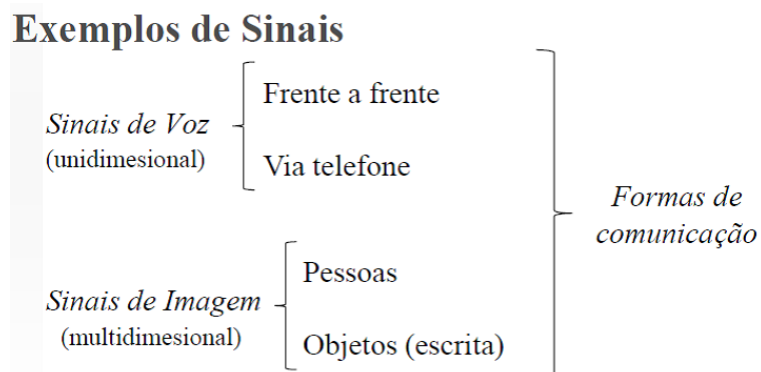 Exemplos de Sinais
Sinais de Voz
(unidimesional)
Frente a frente
Via telefone
Sinais de Imagem
(multidimesional)
Pessoas
Objetos (escrita)
Formas de
comunicação